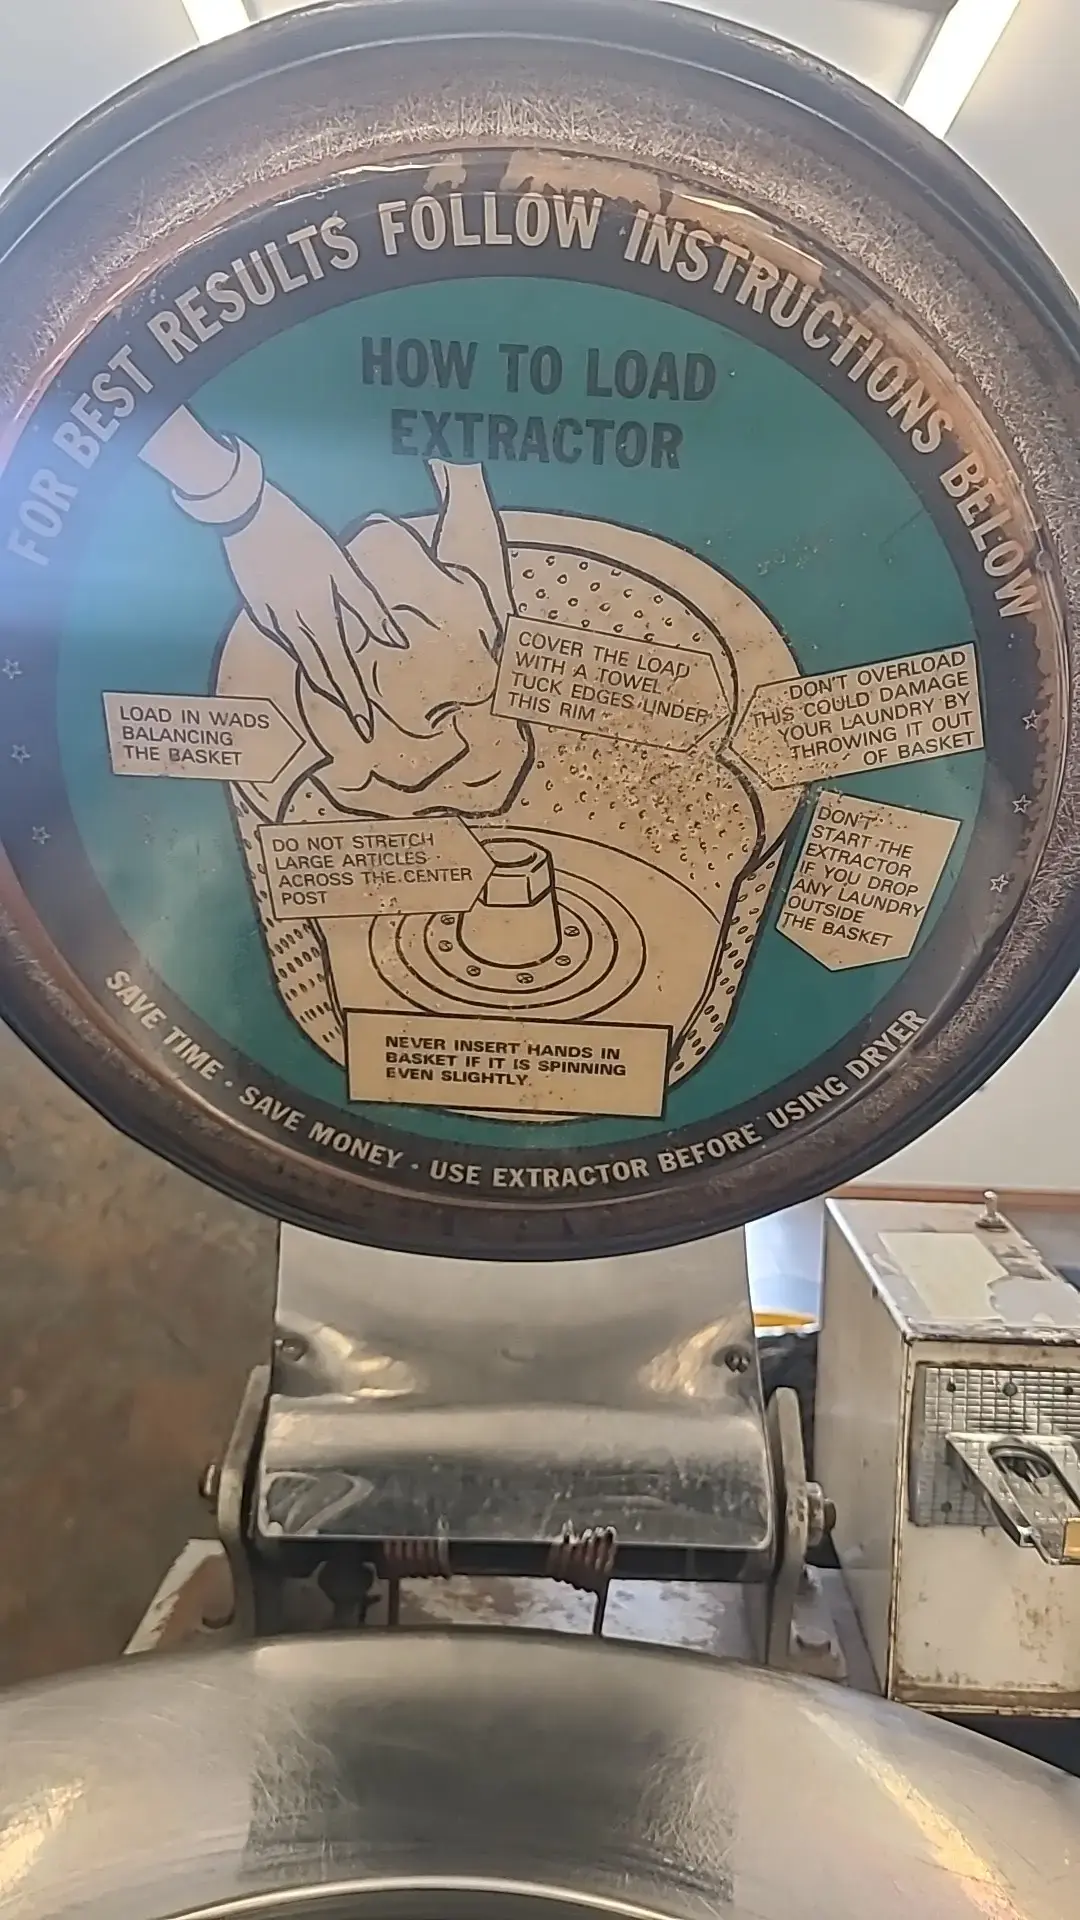 FOR BEST RESULTS FOLLOW INSTRUCTIONS BELOW
HOW TO LOAD
EXTRACTOR
COVER THE LOAD
WITH A TOWEL
TUCK EDGES UNDER
THIS RIM
DON'T OVERLOAD
THIS COULD DAMAGE
YOUR LAUNDRY BY
THROWING IT OUT
OF BASKET
LOAD IN WADS
BALANCING
THE BASKET
DO NOT STRETCH
LARGE ARTICLES
ACROSS THE CENTER
POST
DON'T
START THE
EXTRACTOR
IF YOU DROP
ANY LAUNDRY
OUTSIDE
THE BASKET
NEVER INSERT HANDS IN
BASKET IF IT IS SPINNING
EVEN SLIGHTLY.
SAVE TIME · SAVE MONEY · USE EXTRACTOR BEFORE USING DRYER